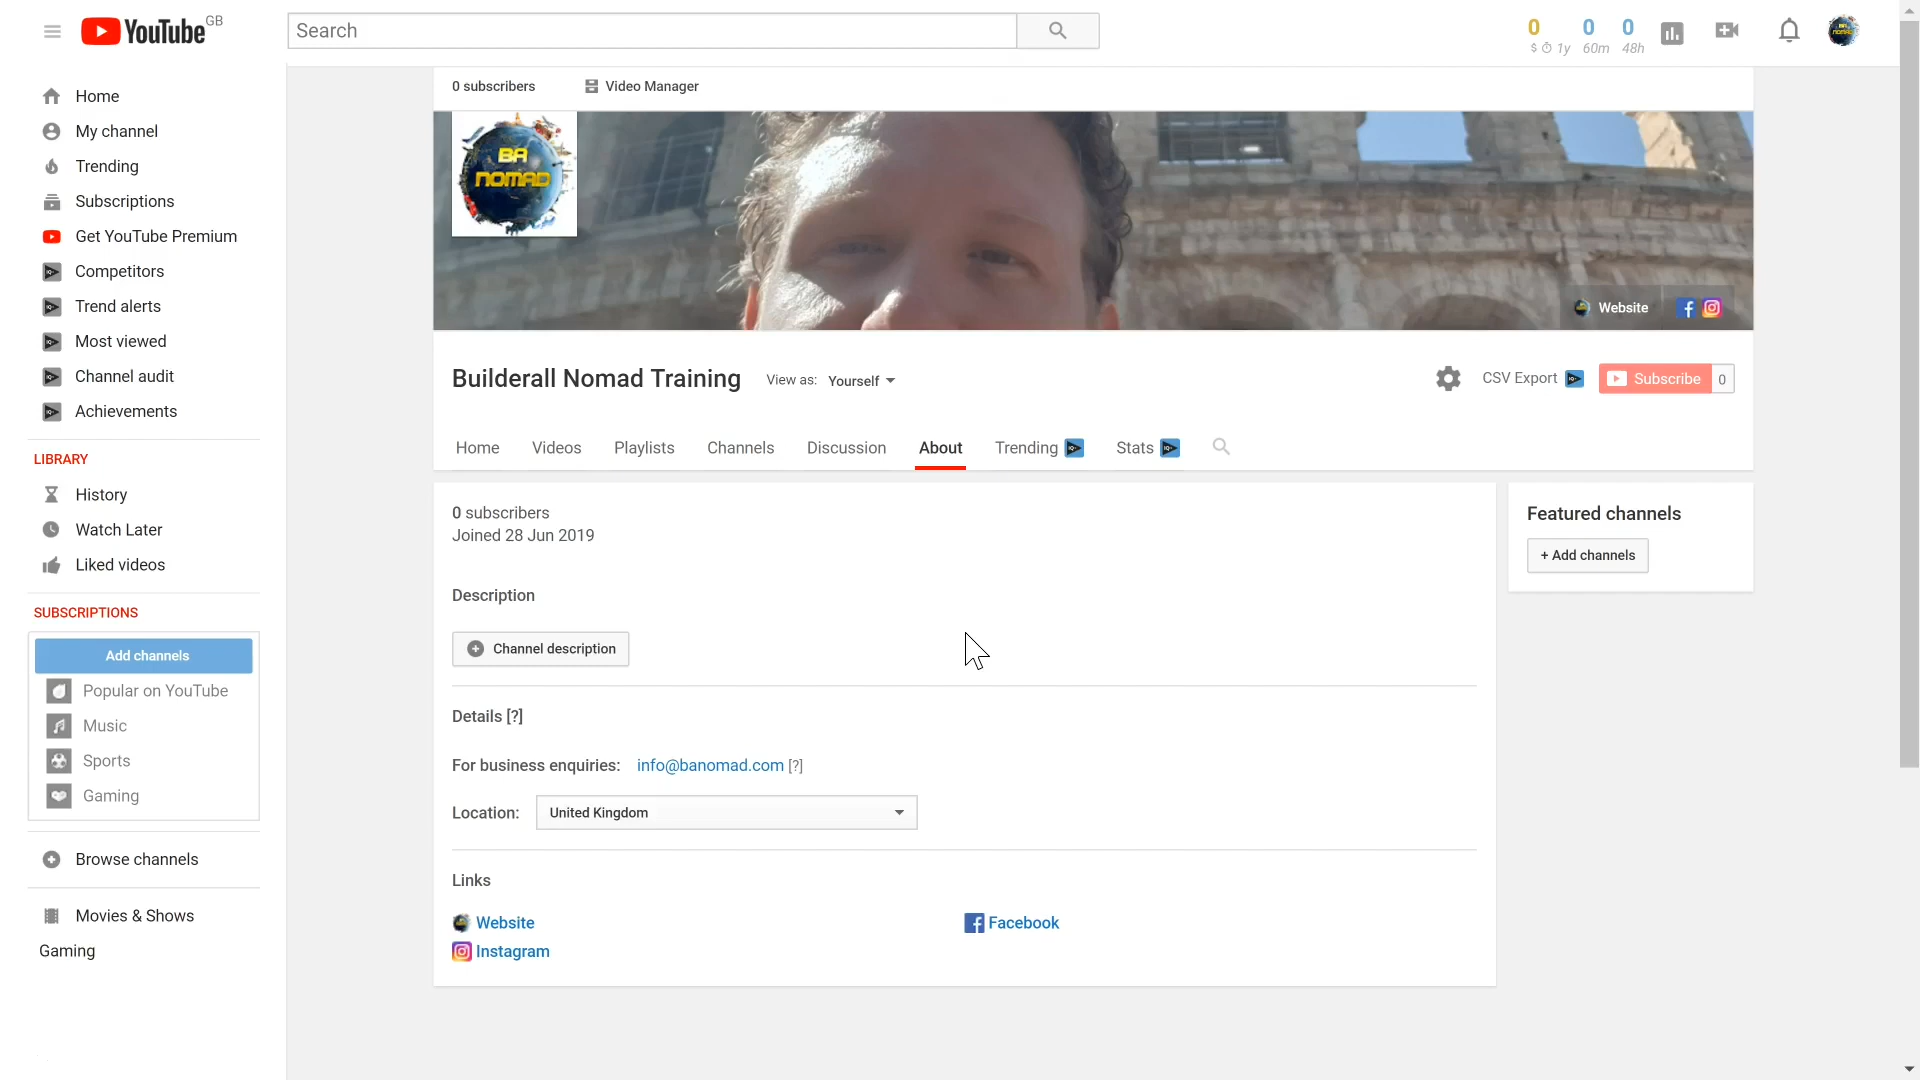 YouTube GB
Search
0 0 0
$ 1y 60m 48h
Home
My channel
Trending
Subscriptions
Get YouTube Premium
Competitors
Trend alerts
Most viewed
Channel audit
Achievements
LIBRARY
History
Watch Later
Liked videos
SUBSCRIPTIONS
Add channels
Popular on YouTube
Music
Sports
Gaming
Browse channels
Movies & Shows
Gaming
0 subscribers Video Manager
BA
NOMAD
Website
Builderall Nomad Training View as: Yourself
CSV Export Subscribe 0
Home Videos Playlists Channels Discussion About Trending Stats
0 subscribers
Joined 28 Jun 2019
Description
Channel description
Details [?]
For business enquiries: info@banomad.com [?]
Location: United Kingdom
Links
Website Facebook
Instagram
Featured channels
+ Add channels